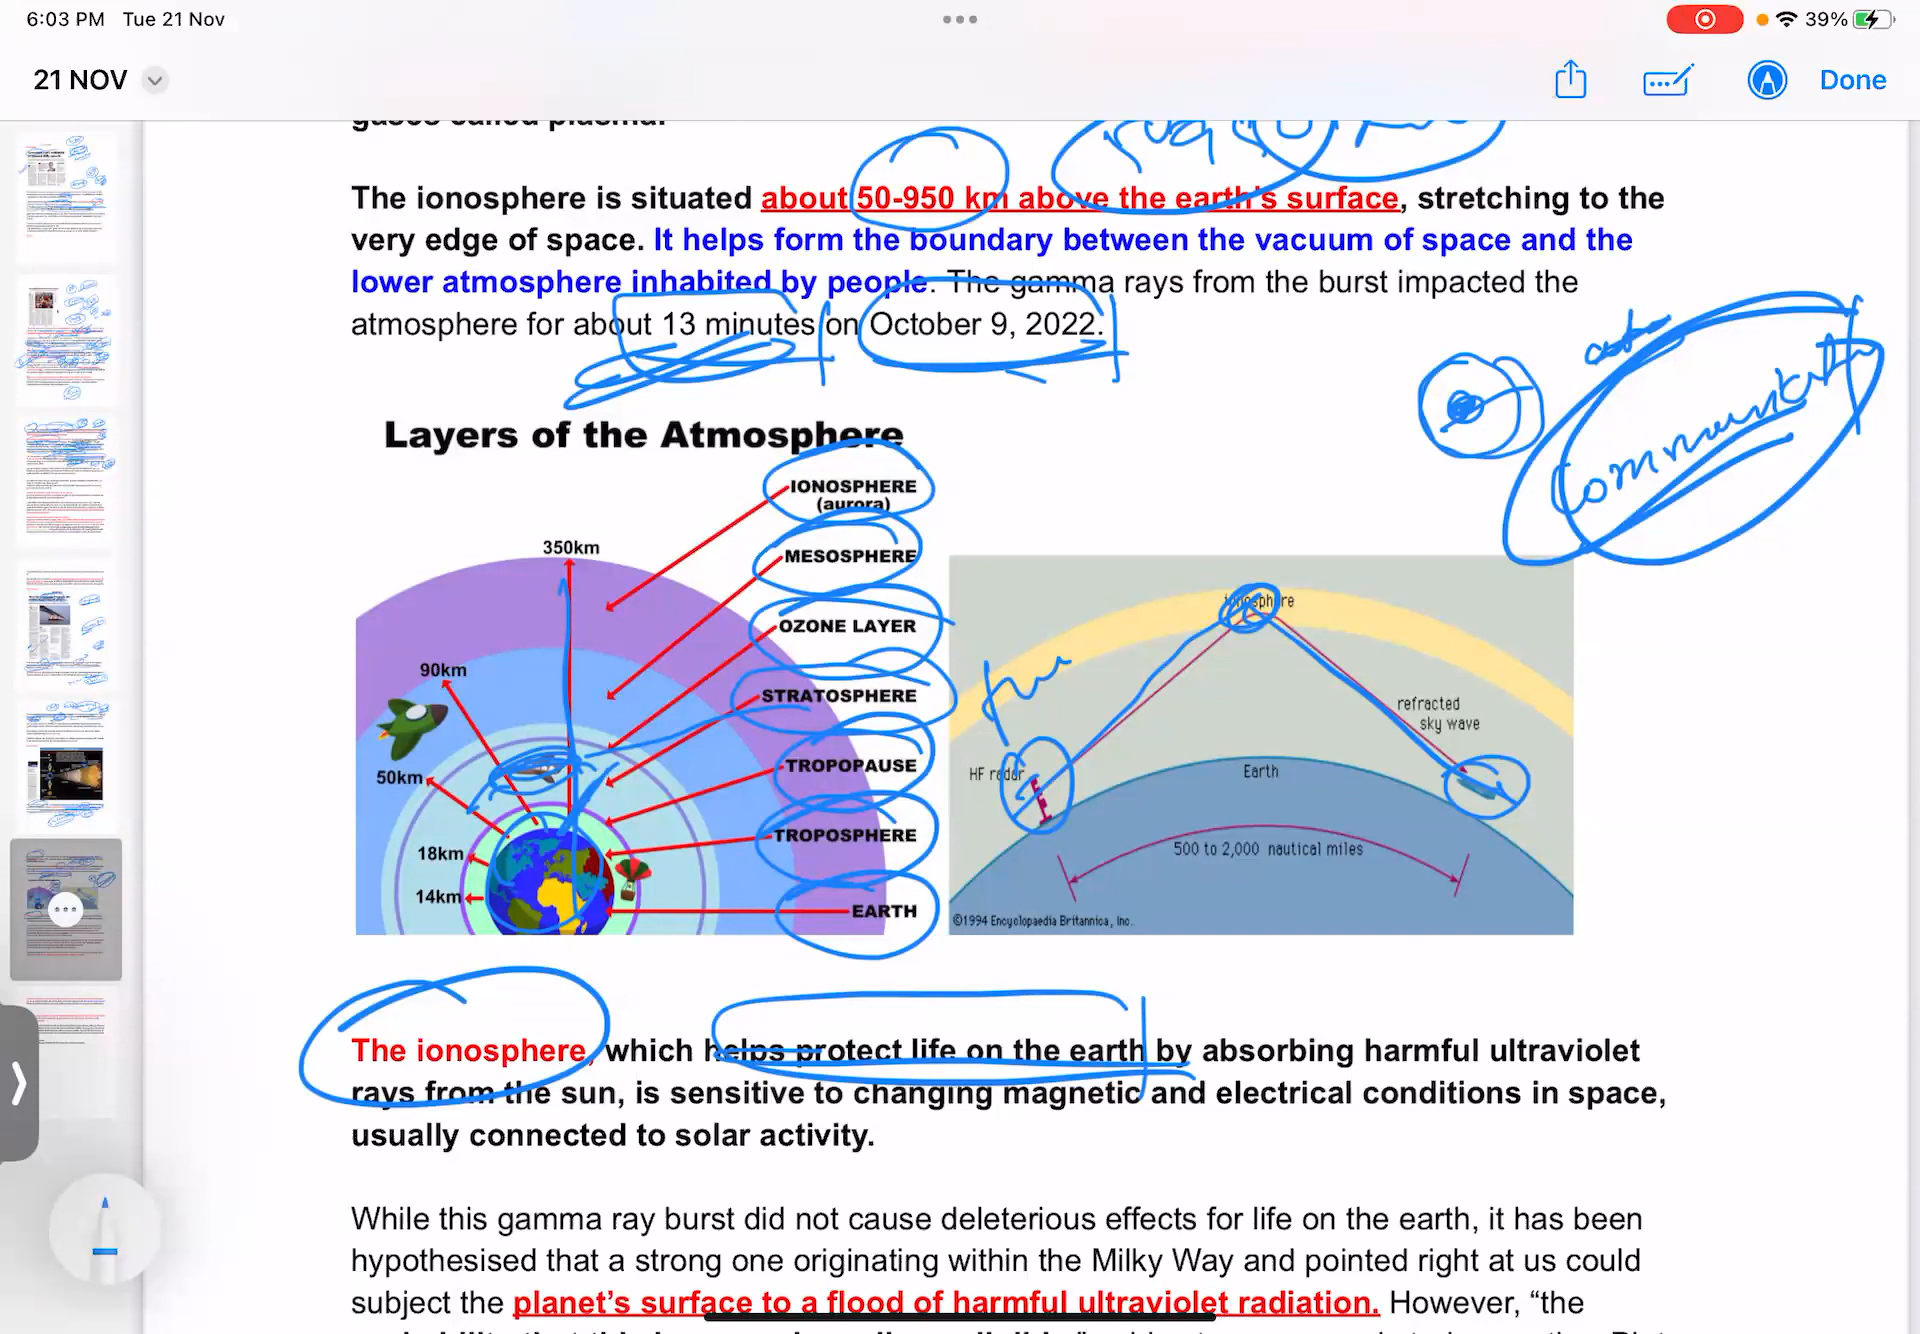 6:03 PM Tue 21 Nov
39%
21 NOV
Done
gases called plasma.
The ionosphere is situated about 50-950 km above the earth's surface, stretching to the
very edge of space. It helps form the boundary between the vacuum of space and the
lower atmosphere inhabited by people. The gamma rays from the burst impacted the
atmosphere for about 13 minutes on October 9, 2022.
Layers of the Atmosphere
IONOSPHERE
(aurora)
MESOSPHERE
OZONE LAYER
STRATOSPHERE
TROPOPAUSE
TROPOSPHERE
EARTH
350km
90km
50km
18km
14km
ionosphere
refracted
sky wave
HF radar
Earth
500 to 2,000 nautical miles
©1994 Encyclopaedia Britannica, Inc.
The ionosphere, which helps protect life on the earth by absorbing harmful ultraviolet
rays from the sun, is sensitive to changing magnetic and electrical conditions in space,
usually connected to solar activity.
While this gamma ray burst did not cause deleterious effects for life on the earth, it has been
hypothesised that a strong one originating within the Milky Way and pointed right at us could
subject the planet's surface to a flood of harmful ultraviolet radiation. However, “the